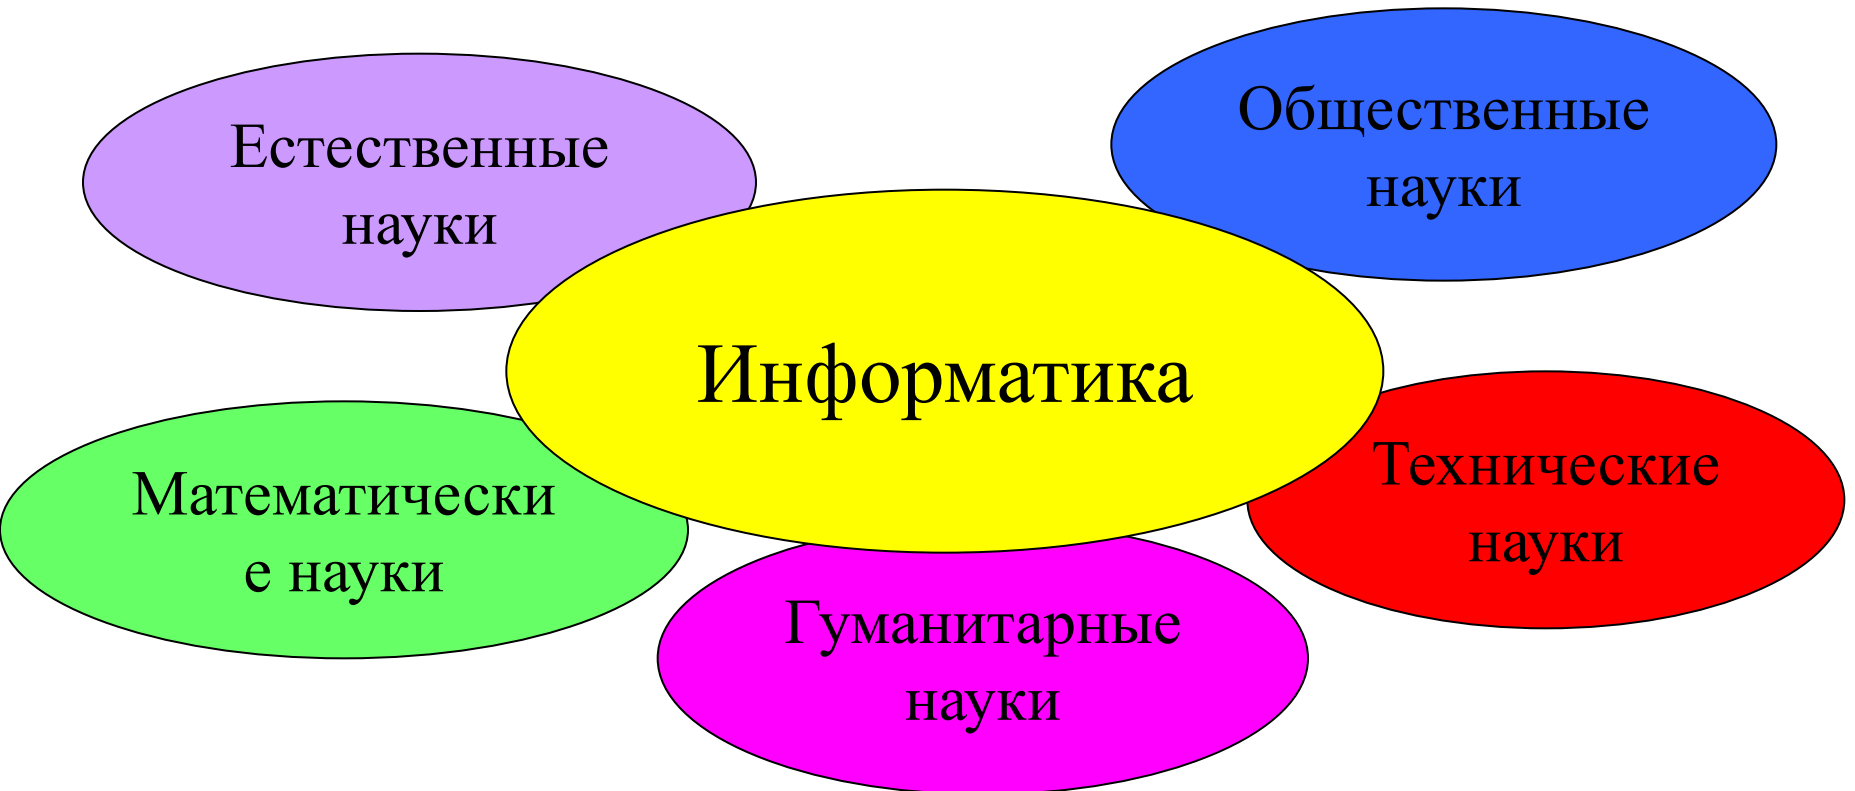 Естественные
науки
Общественные
науки
Информатика
Математически
е науки
Технические
науки
Гуманитарные
науки